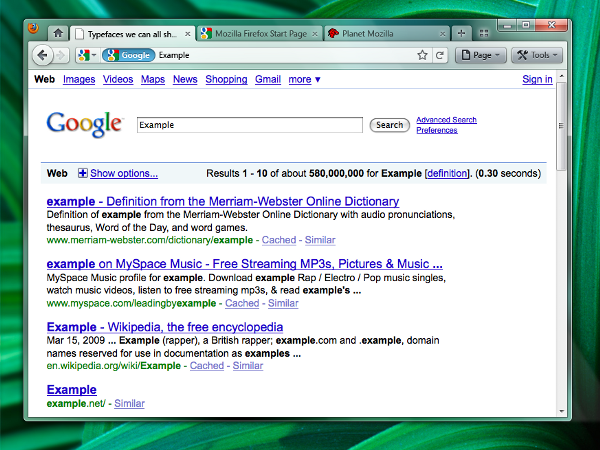 Typefaces we can all sh...
Mozilla Firefox Start Page
Planet Mozilla
Google Example
Page
Tools
Web Images Videos Maps News Shopping Gmail more ▼
Sign in
Google
Example
Search
Advanced Search
Preferences
Web Show options...
Results 1 - 10 of about 580,000,000 for Example [definition]. (0.30 seconds)
example - Definition from the Merriam-Webster Online Dictionary
Definition of example from the Merriam-Webster Online Dictionary with audio pronunciations,
thesaurus, Word of the Day, and word games.
www.merriam-webster.com/dictionary/example - Cached - Similar
example on MySpace Music - Free Streaming MP3s, Pictures & Music ...
MySpace Music profile for example. Download example Rap / Electro / Pop music singles,
watch music videos, listen to free streaming mp3s, & read example's ...
www.myspace.com/leadingbyexample - Cached - Similar
Example - Wikipedia, the free encyclopedia
Mar 15, 2009 ... Example (rapper), a British rapper; example.com and .example, domain
names reserved for use in documentation as examples ...
en.wikipedia.org/wiki/Example - Cached - Similar
Example
example.net/ - Similar